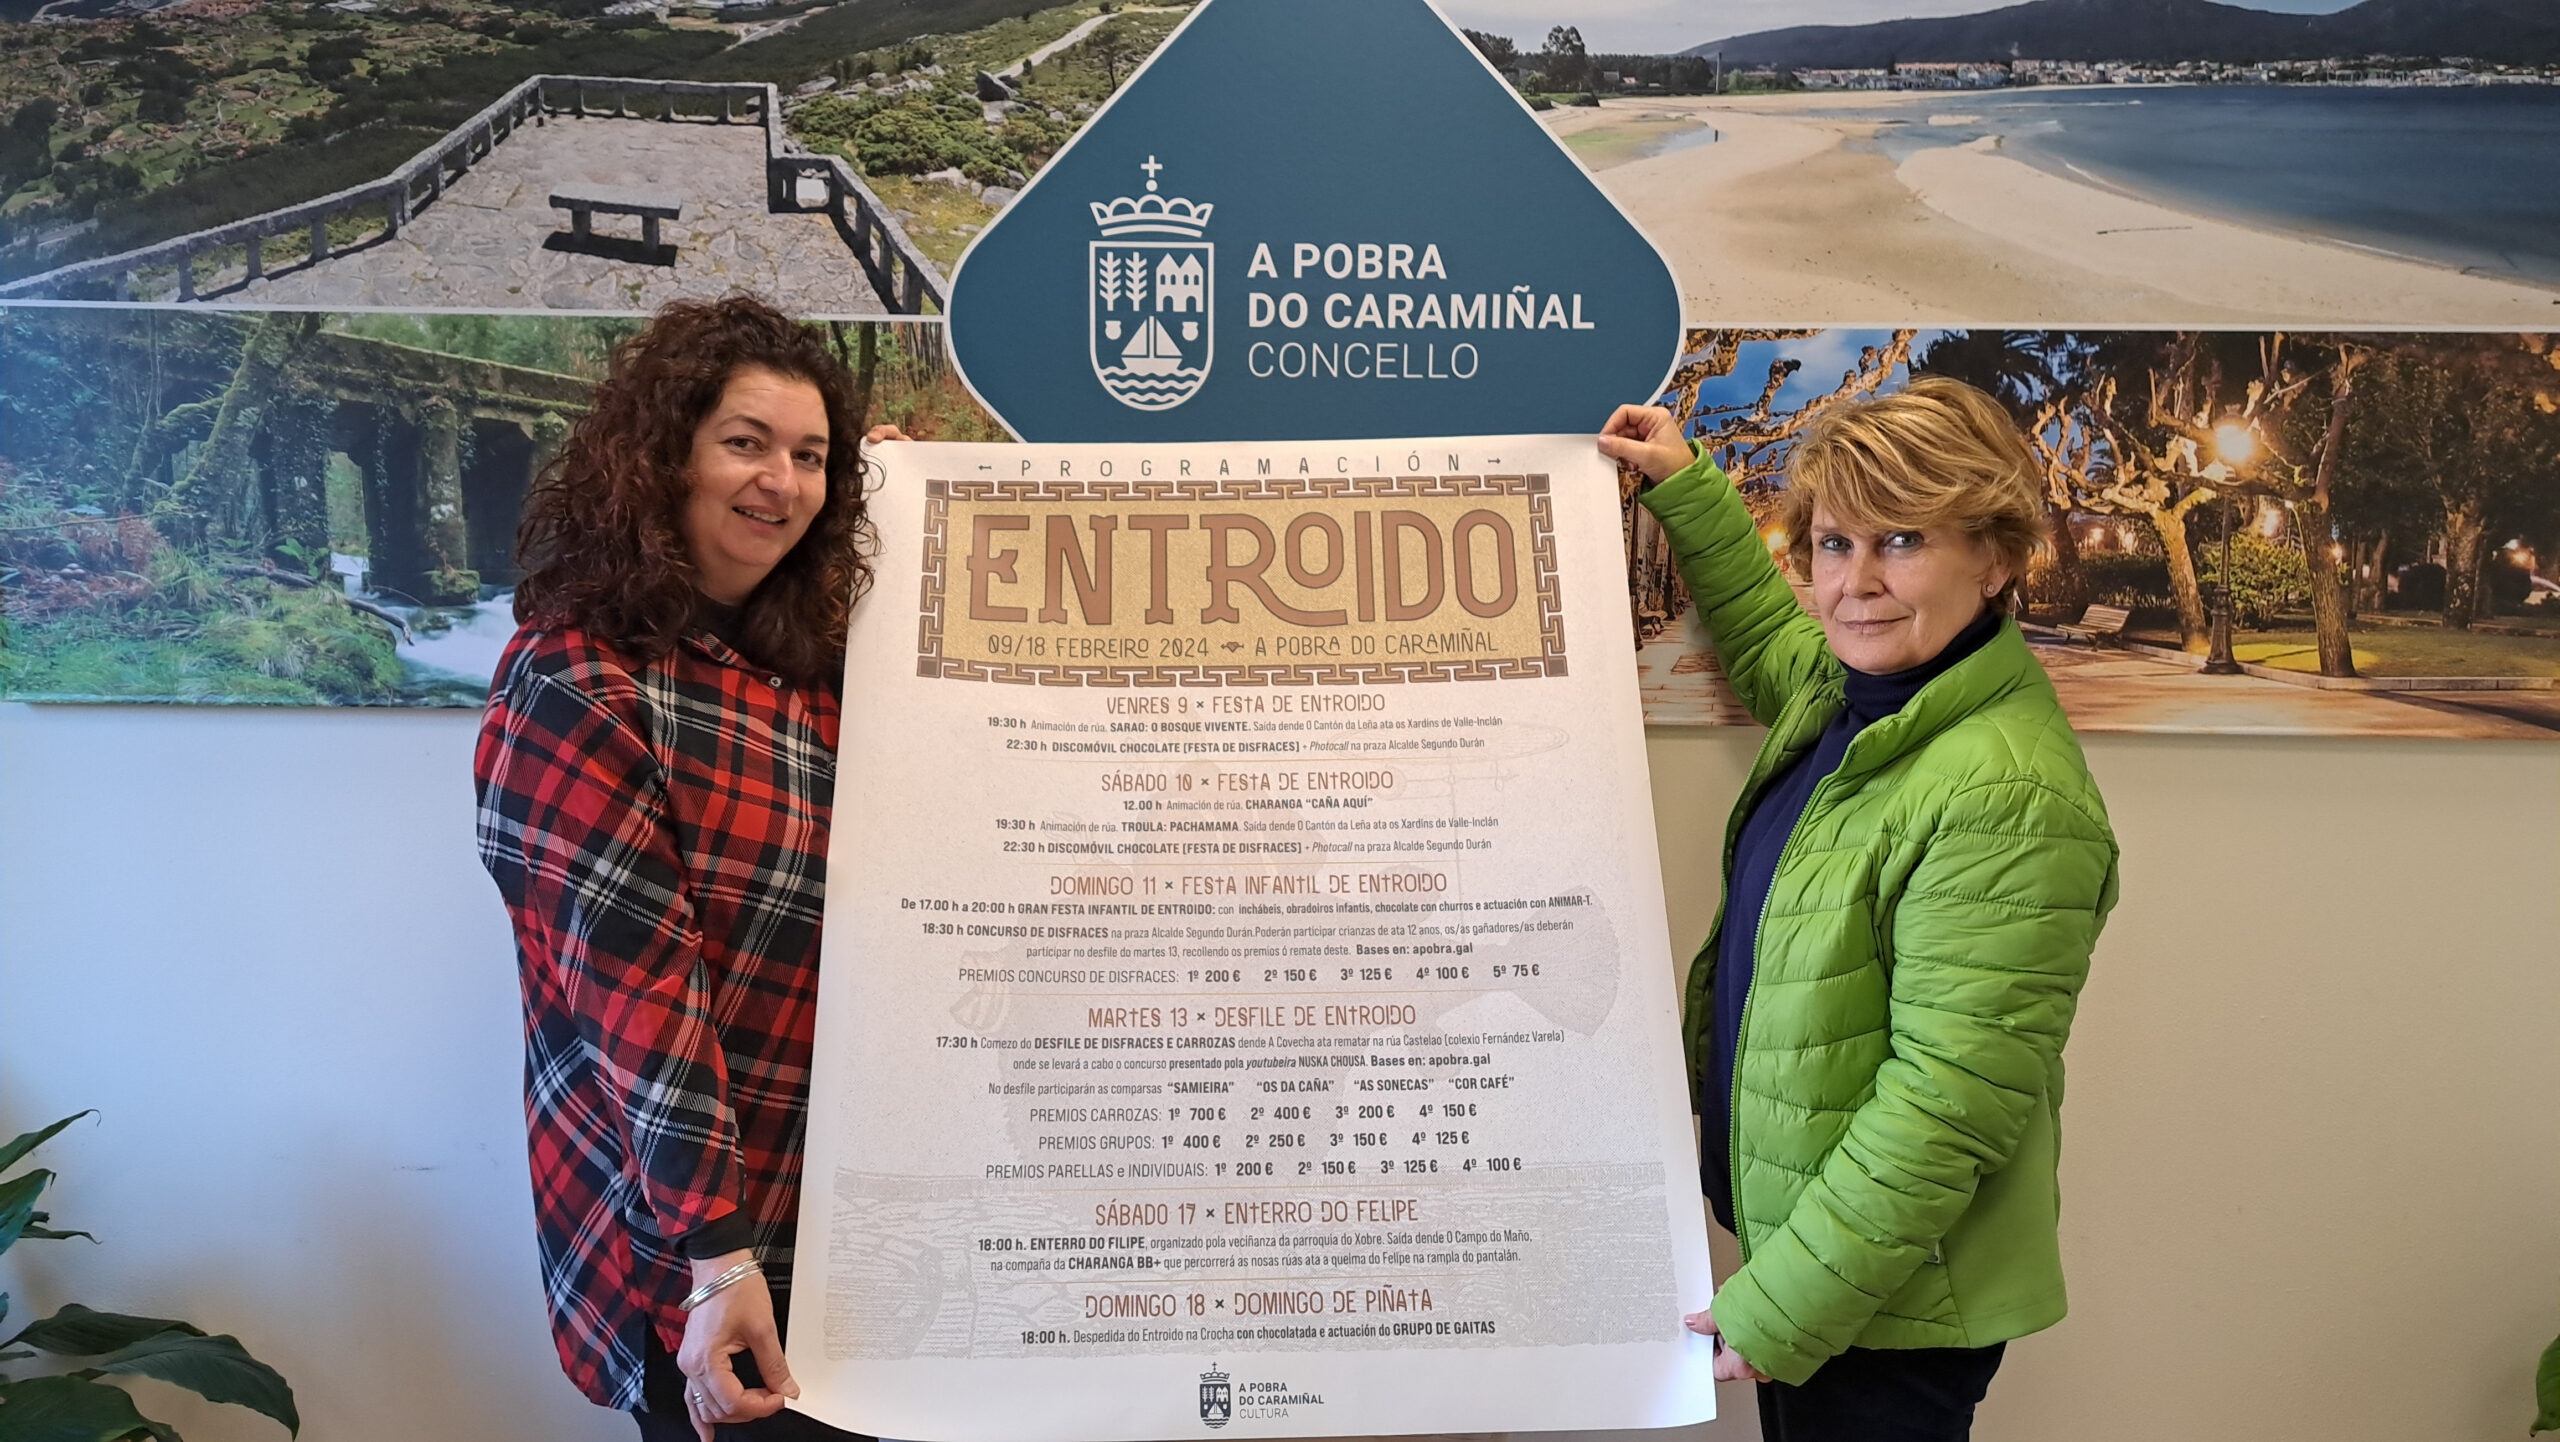 A POBRA
DO CARAMIÑAL
CONCELLO
← PROGRAMACIÓN →
ENTROIDO
09/18 FEBREIRO 2024 A POBRA DO CARAMIÑAL
VENRES 9 × FESTA DE ENTROIDO
19:30 h Animación de rúa. SARAO: O BOSQUE VIVENTE. Saída dende O Cantón da Leña ata os Xardíns de Valle-Inclán
22:30 h DISCOMÓVIL CHOCOLATE [FESTA DE DISFRACES] + Photocall na praza Alcalde Segundo Durán
SÁBADO 10 × FESTA DE ENTROIDO
12.00 h Animación de rúa. CHARANGA “CAÑA AQUÍ”
19:30 h Animación de rúa. TROULA: PACHAMAMA. Saída dende O Cantón da Leña ata os Xardíns de Valle-Inclán
22:30 h DISCOMÓVIL CHOCOLATE [FESTA DE DISFRACES] + Photocall na praza Alcalde Segundo Durán
DOMINGO 11 × FESTA INFANTIL DE ENTROIDO
De 17.00 h a 20:00 h GRAN FESTA INFANTIL DE ENTROIDO: con inchábeis, obradoiros infantis, chocolate con churros e actuación con ANIMAR-T.
18:30 h CONCURSO DE DISFRACES na praza Alcalde Segundo Durán.Poderán participar crianzas de ata 12 anos, os/ás gañadores/as deberán
participar no desfile do martes 13, recollendo os premios ó remate deste. Bases en: apobra.gal
PREMIOS CONCURSO DE DISFRACES: 1º 200 € 2º 150 € 3º 125 € 4º 100 € 5º 75 €
MARTES 13 × DESFILE DE ENTROIDO
17:30 h Comezo do DESFILE DE DISFRACES E CARROZAS dende A Covecha ata rematar na rúa Castelao (colexio Fernández Varela)
onde se levará a cabo o concurso presentado pola youtubeira NUSKA CHOUSA. Bases en: apobra.gal
No desfile participarán as comparsas “SAMIEIRA” “OS DA CAÑA” “AS SONECAS” “COR CAFÉ”
PREMIOS CARROZAS: 1º 700 € 2º 400 € 3º 200 € 4º 150 €
PREMIOS GRUPOS: 1º 400 € 2º 250 € 3º 150 € 4º 125 €
PREMIOS PARELLAS e INDIVIDUAIS: 1º 200 € 2º 150 € 3º 125 € 4º 100 €
SÁBADO 17 × ENTERRO DO FELIPE
18:00 h. ENTERRO DO FILIPE, organizado pola veciñanza da parroquia do Xobre. Saída dende O Campo do Maño,
na compaña da CHARANGA BB+ que percorrerá as nosas rúas ata a queima do Felipe na rampla do pantalán.
DOMINGO 18 × DOMINGO DE PIÑATA
18:00 h. Despedida do Entroido na Crocha con chocolatada e actuación do GRUPO DE GAITAS
A POBRA
DO CARAMIÑAL
CULTURA